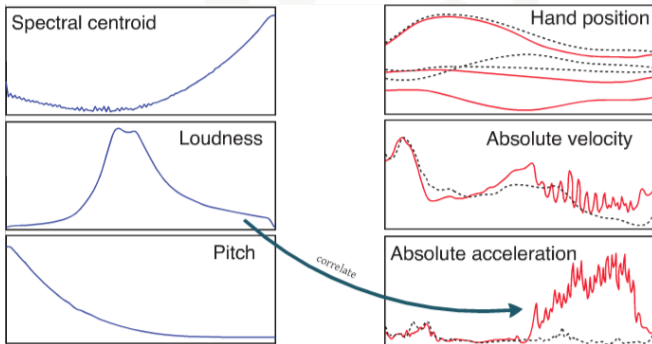 Spectral centroid
Loudness
Pitch
Hand position
Absolute velocity
Absolute acceleration
correlate